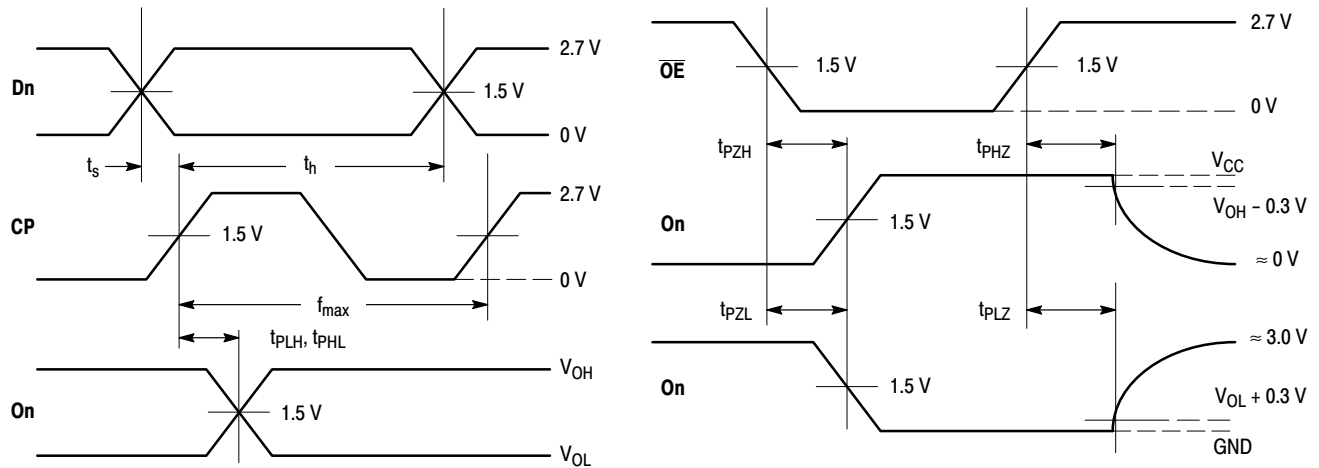 Dn
2.7 V
1.5 V
0 V
ts
th
CP
2.7 V
1.5 V
0 V
fmax
tPLH, tPHL
On
VOH
1.5 V
VOL
OE
2.7 V
1.5 V
1.5 V
0 V
tPZH
tPHZ
On
VCC
VOH – 0.3 V
1.5 V
≈ 0 V
tPZL
tPLZ
On
≈ 3.0 V
1.5 V
VOL + 0.3 V
GND